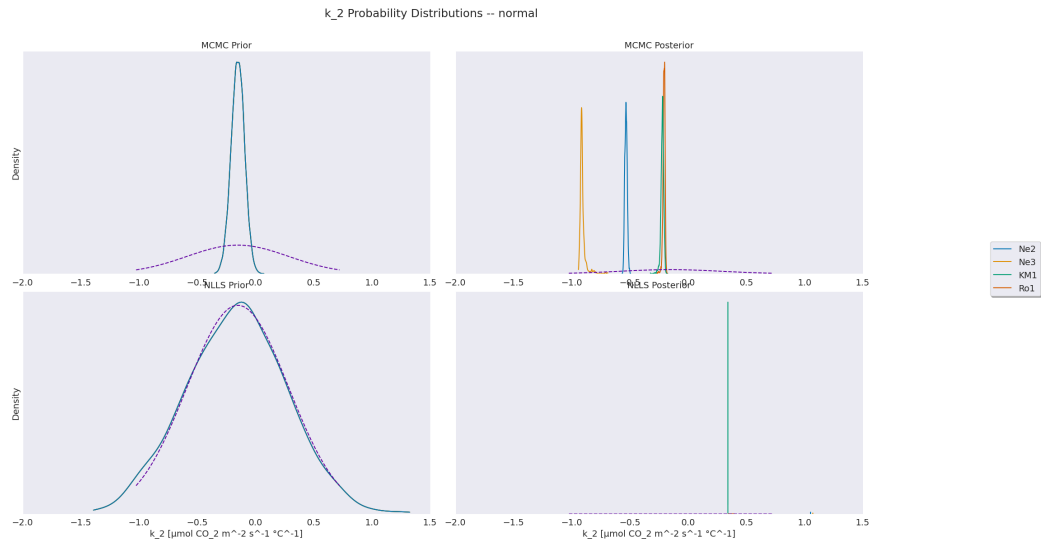 k_2 Probability Distributions -- normal
MCMC Prior
MCMC Posterior
Density
−2.0 −1.5 −1.0 −0.5 0.0 0.5 1.0 1.5
−2.0 −1.5 −1.0 −0.5 0.0 0.5 1.0 1.5
Ne2
Ne3
KM1
Ro1
NLLS Prior
NLLS Posterior
Density
−2.0 −1.5 −1.0 −0.5 0.0 0.5 1.0 1.5
−2.0 −1.5 −1.0 −0.5 0.0 0.5 1.0 1.5
k_2 [μmol CO_2 m^-2 s^-1 °C^-1]
k_2 [μmol CO_2 m^-2 s^-1 °C^-1]